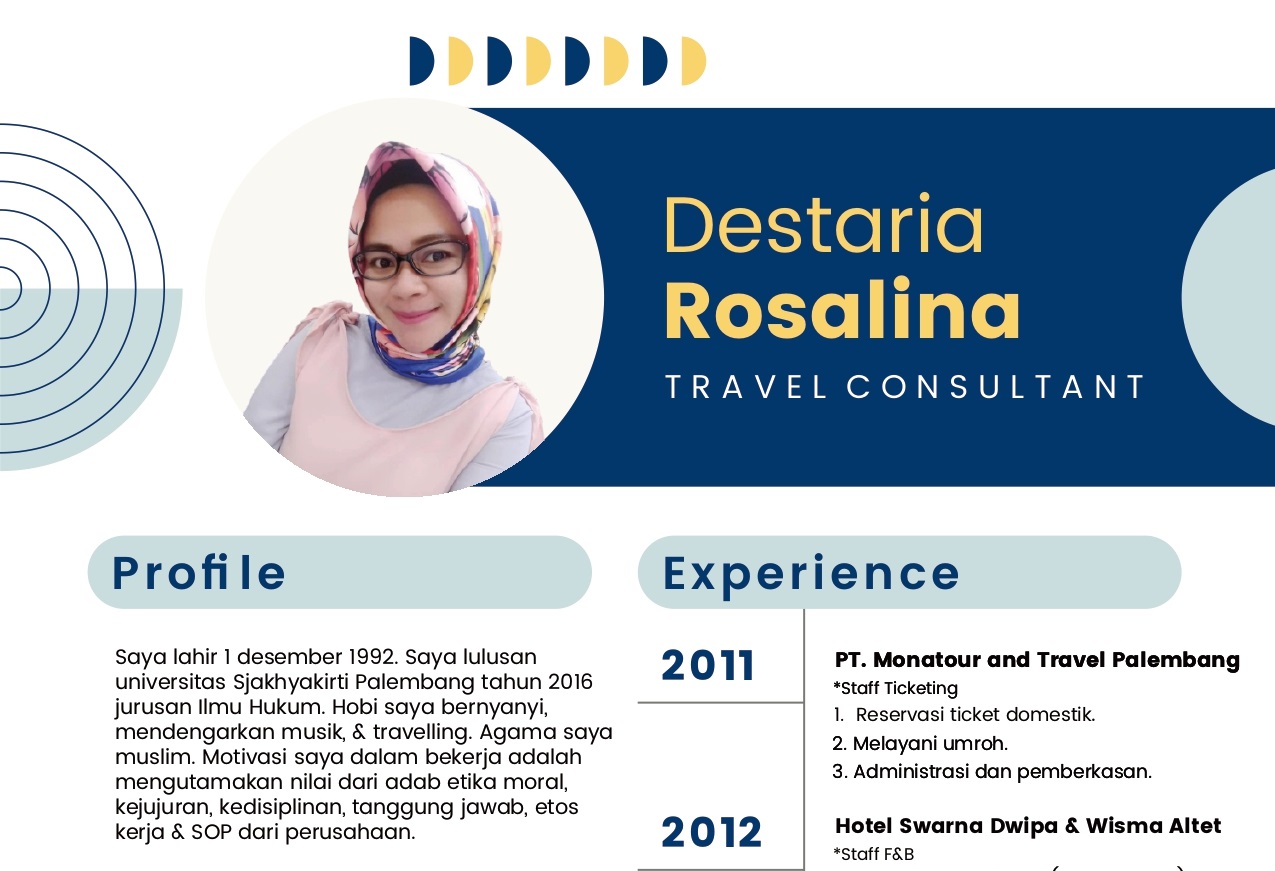 Destaria
Rosalina
TRAVEL CONSULTANT
Profile
Saya lahir 1 desember 1992. Saya lulusan
universitas Sjakhyakirti Palembang tahun 2016
jurusan Ilmu Hukum. Hobi saya bernyanyi,
mendengarkan musik, & travelling. Agama saya
muslim. Motivasi saya dalam bekerja adalah
mengutamakan nilai dari adab etika moral,
kejujuran, kedisiplinan, tanggung jawab, etos
kerja & SOP dari perusahaan.
Experience
2011
PT. Monatour and Travel Palembang
*Staff Ticketing
1. Reservasi ticket domestik.
2. Melayani umroh.
3. Administrasi dan pemberkasan.
2012
Hotel Swarna Dwipa & Wisma Altet
*Staff F&B